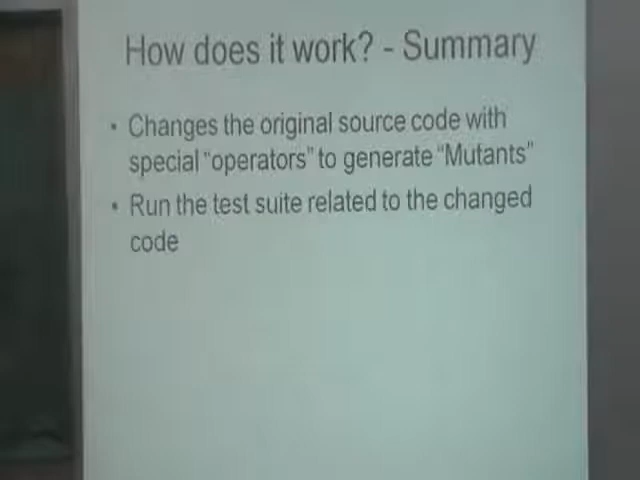 How does it work? - Summary
• Changes the original source code with
special "operators" to generate "Mutants"
• Run the test suite related to the changed
code